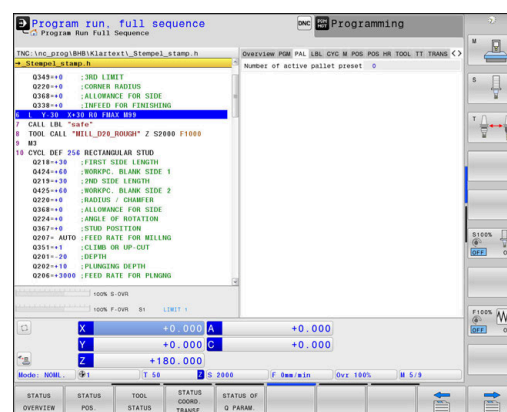 Program run, full sequence
Program Run Full Sequence
DNC
Programming
TNC:\nc_prog\BHB\Klartext\_Stempel_stamp.h
→_Stempel_stamp.h
Q349=+0 ;3RD LIMIT
Q220=+0 ;CORNER RADIUS
Q368=+0 ;ALLOWANCE FOR SIDE
Q338=+0 ;INFEED FOR FINISHING
6 L Y-30 X+30 R0 FMAX M99
7 CALL LBL "safe"
8 TOOL CALL "MILL_D20_ROUGH" Z S2000 F1000
9 M3
10 CYCL DEF 256 RECTANGULAR STUD
Q218=+30 ;FIRST SIDE LENGTH
Q424=+60 ;WORKPC. BLANK SIDE 1
Q219=+30 ;2ND SIDE LENGTH
Q425=+60 ;WORKPC. BLANK SIDE 2
Q220=+0 ;RADIUS / CHAMFER
Q368=+0 ;ALLOWANCE FOR SIDE
Q224=+0 ;ANGLE OF ROTATION
Q367=+0 ;STUD POSITION
Q207= AUTO ;FEED RATE FOR MILLNG
Q351=+1 ;CLIMB OR UP-CUT
Q201=-20 ;DEPTH
Q202=+10 ;PLUNGING DEPTH
Q206=+3000 ;FEED RATE FOR PLNGNG
Overview PGM PAL LBL CYC M POS POS HR TOOL TT TRANS
Number of active pallet preset 0
100% S-OVR
100% F-OVR S1 LIMIT 1
X +0.000 A +0.000
Y +0.000 C +0.000
Z +180.000
Mode: NOML. 1 T 50 Z S 2000 F 0mm/min Ovr 100% M 5/9
M
S
T
S100%
OFF
F100%
OFF
STATUS OVERVIEW
STATUS POS.
TOOL STATUS
STATUS COORD. TRANSF.
STATUS OF Q PARAM.